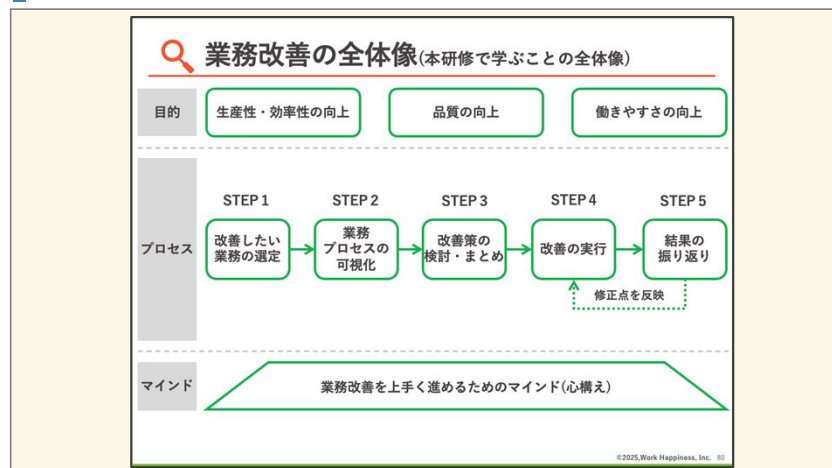 業務改善の全体像(本研修で学ぶことの全体像)
目的
生産性・効率性の向上
品質の向上
働きやすさの向上
プロセス
STEP 1
STEP 2
STEP 3
STEP 4
STEP 5
改善したい
業務の選定
業務
プロセスの
可視化
改善策の
検討・まとめ
改善の実行
結果の
振り返り
修正点を反映
マインド
業務改善を上手く進めるためのマインド(心構え)
©2025,Work Happiness, Inc. 80